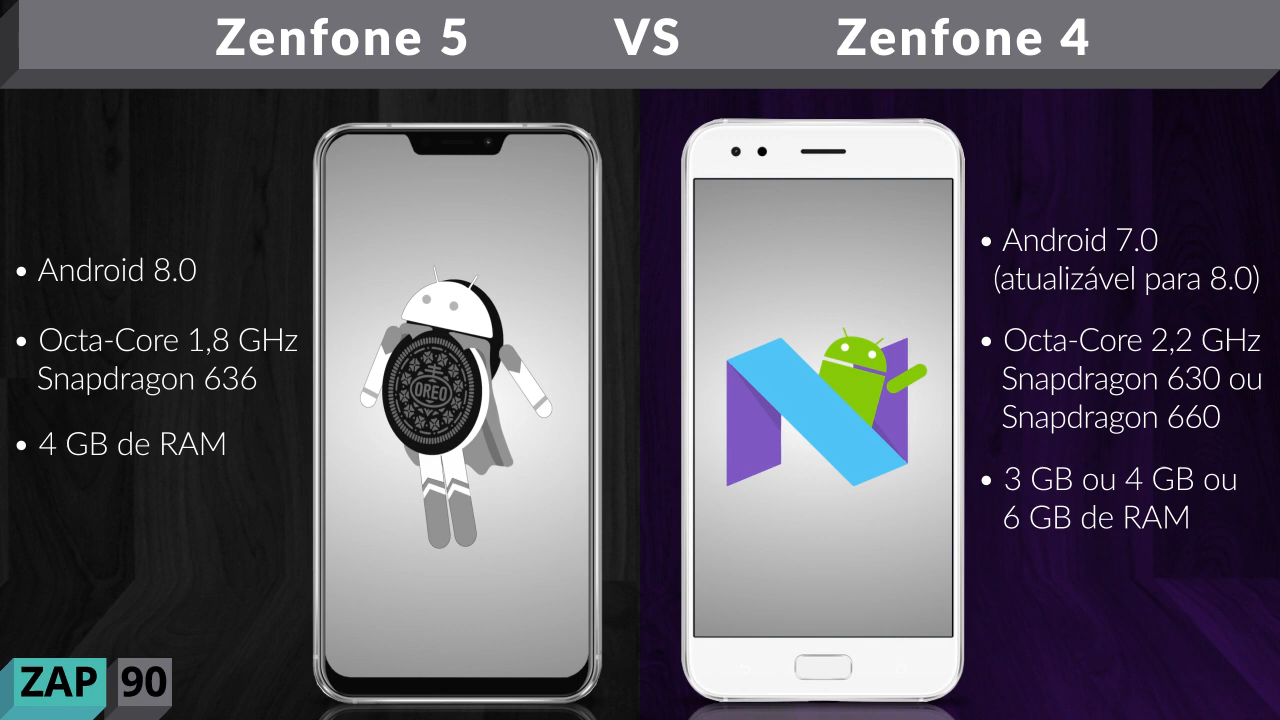 Zenfone 5 VS Zenfone 4
• Android 8.0
• Octa-Core 1,8 GHz
Snapdragon 636
• 4 GB de RAM
OREO
• Android 7.0
(atualizável para 8.0)
• Octa-Core 2,2 GHz
Snapdragon 630 ou
Snapdragon 660
• 3 GB ou 4 GB ou
6 GB de RAM
ZAP 90